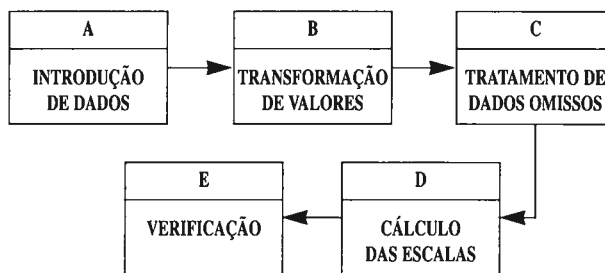 A
INTRODUÇÃO
DE DADOS
B
TRANSFORMAÇÃO
DE VALORES
C
TRATAMENTO DE
DADOS OMISSOS
D
CÁLCULO
DAS ESCALAS
E
VERIFICAÇÃO